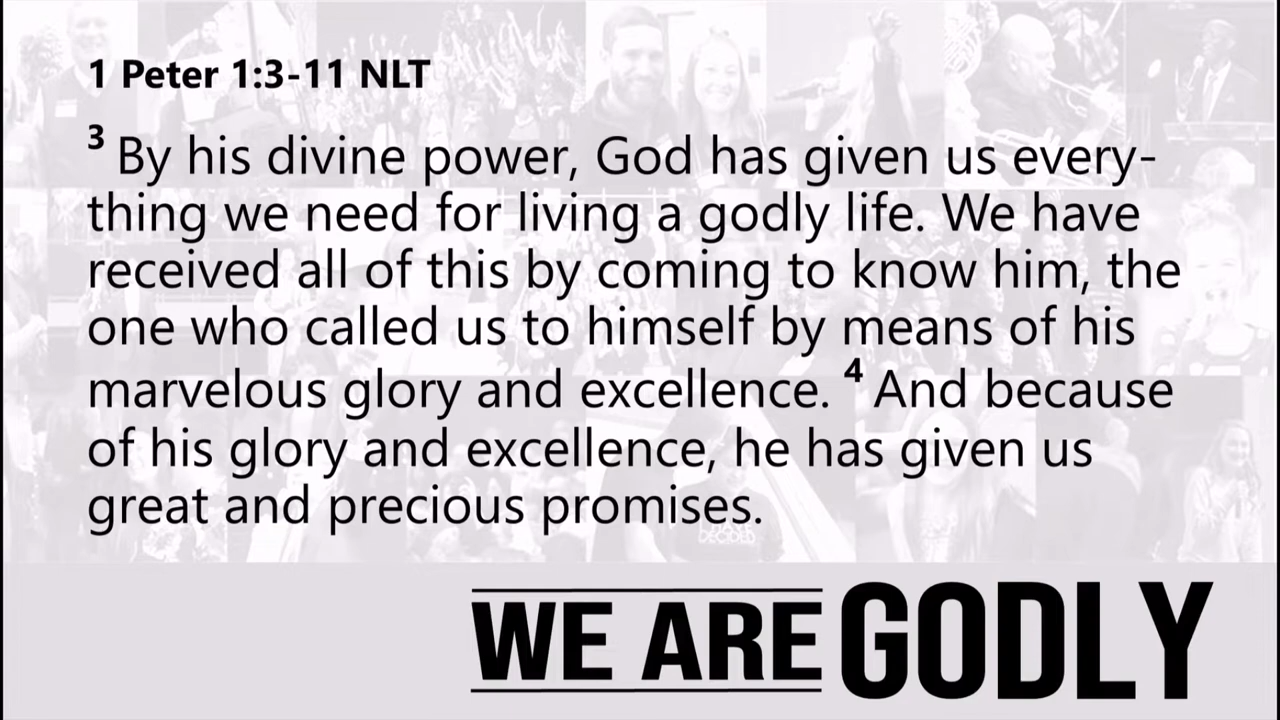 1 Peter 1:3-11 NLT
3 By his divine power, God has given us every-
thing we need for living a godly life. We have
received all of this by coming to know him, the
one who called us to himself by means of his
marvelous glory and excellence. 4 And because
of his glory and excellence, he has given us
great and precious promises.
DECIDED
WE ARE GODLY